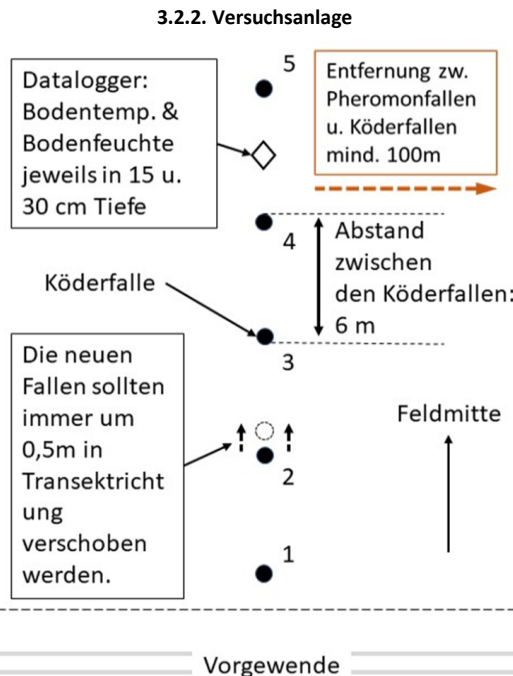 3.2.2. Versuchsanlage
Datalogger:
Bodentemp. &
Bodenfeuchte
jeweils in 15 u.
30 cm Tiefe
5
Entfernung zw.
Pheromonfallen
u. Köderfallen
mind. 100m
4
Abstand
zwischen
den Köderfallen:
6 m
Köderfalle
3
Die neuen
Fallen sollten
immer um
0,5m in
Transektricht
ung
verschoben
werden.
Feldmitte
2
1
Vorgewende